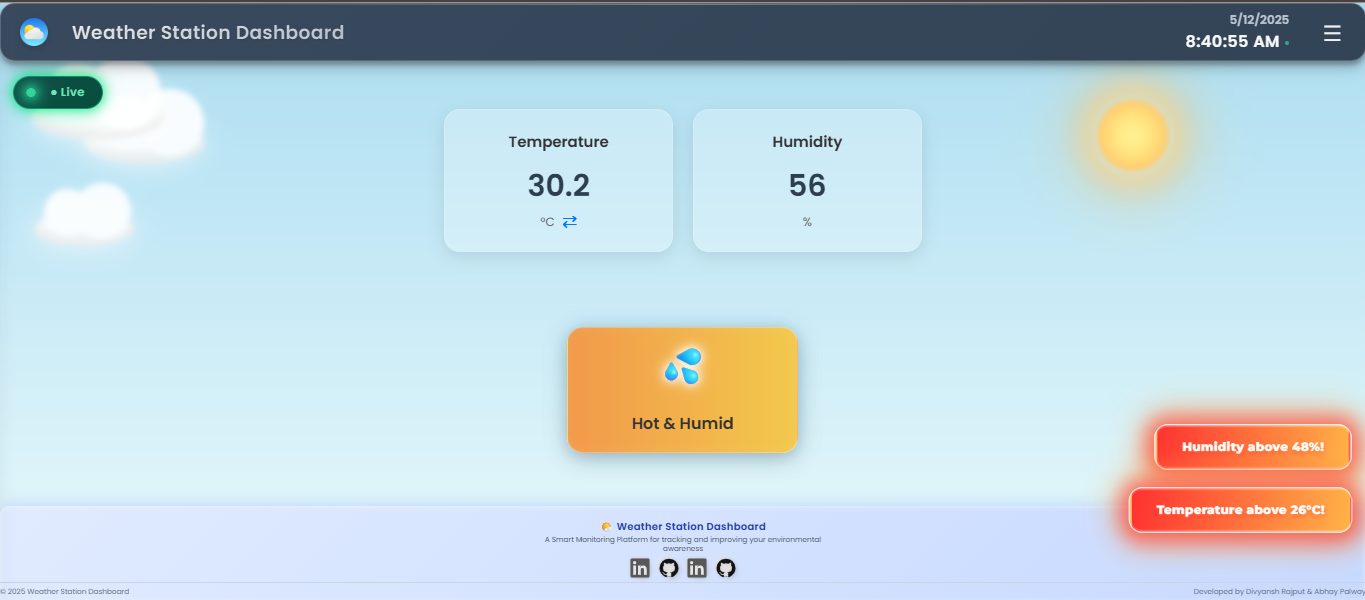 Weather Station Dashboard
5/12/2025
8:40:55 AM
• Live
Temperature
30.2
°C
Humidity
56
%
Hot & Humid
Humidity above 48%!
Temperature above 26°C!
Weather Station Dashboard
A Smart Monitoring Platform for tracking and improving your environmental
awareness
in
in
© 2025 Weather Station Dashboard
Developed by Divyansh Rajput & Abhay Palway